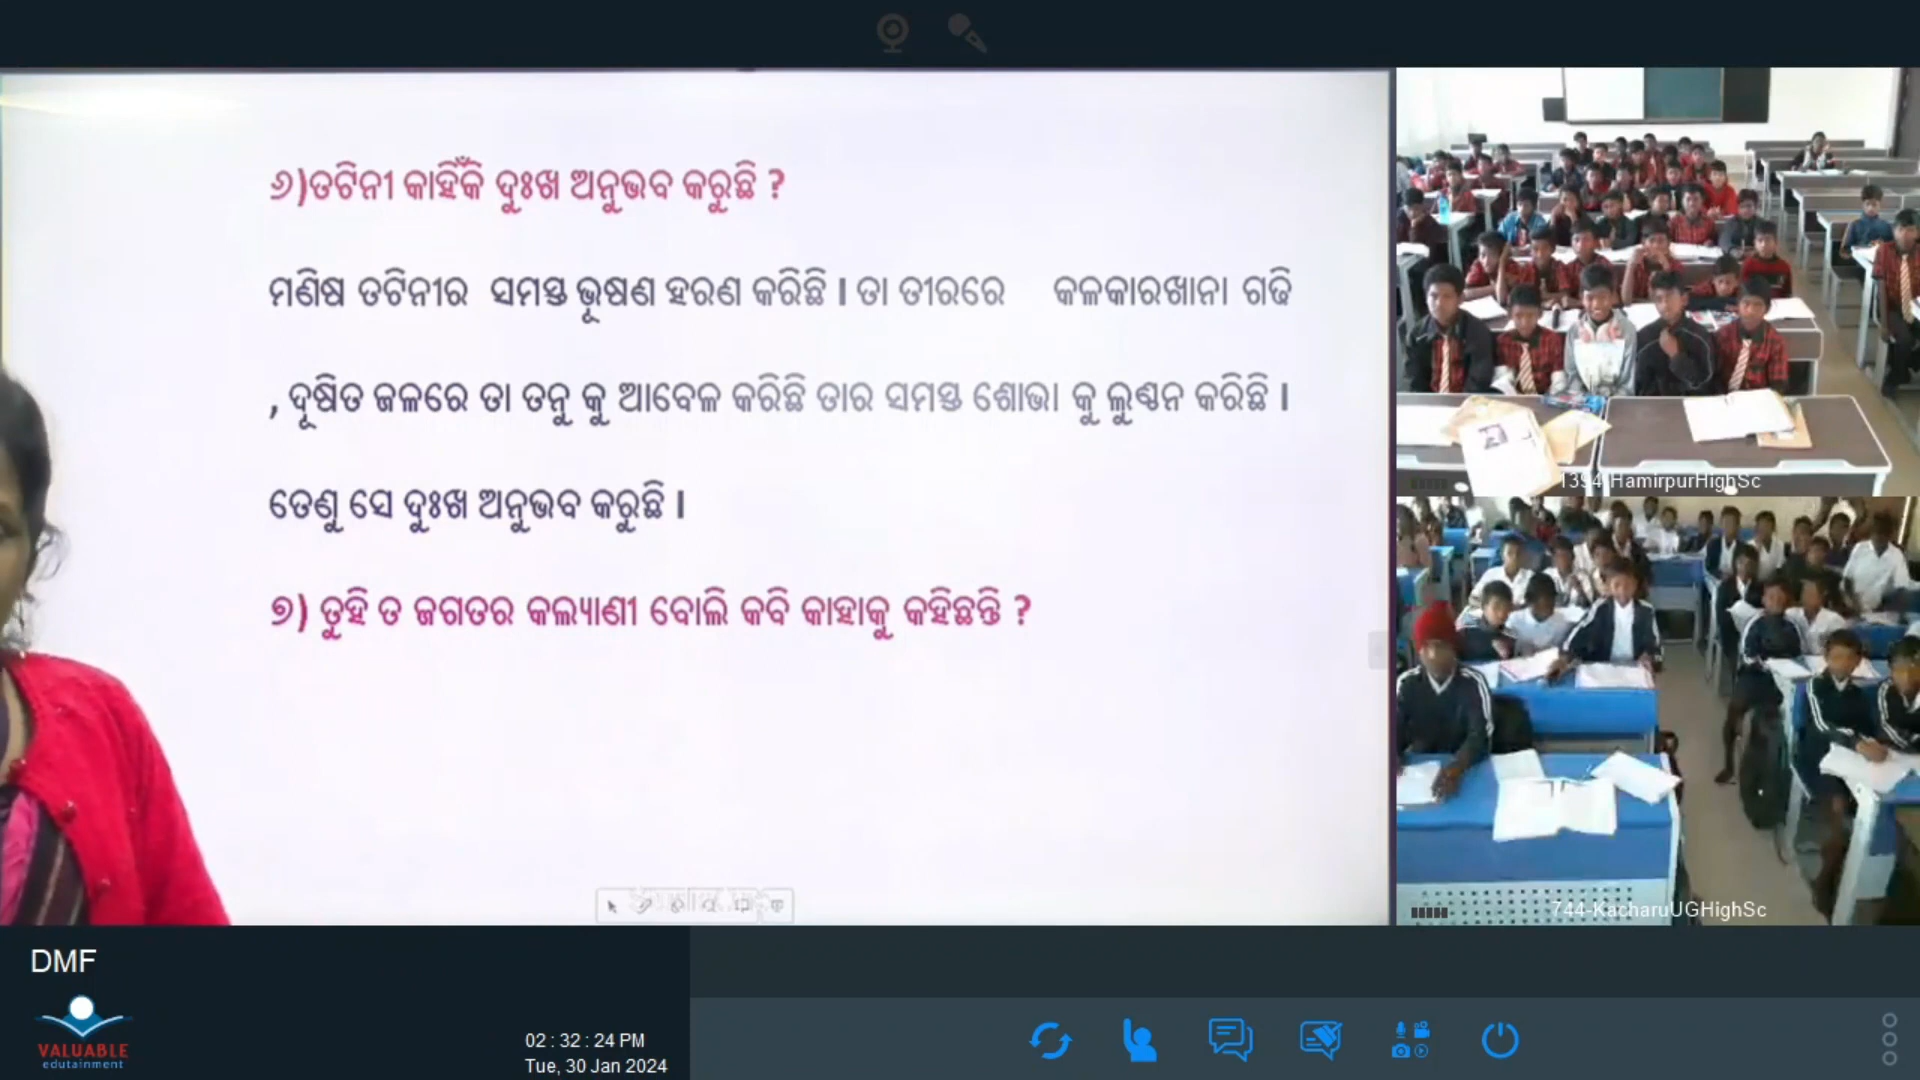 ୬)ତଟିନୀ କାହିଁକି ଦୁଃଖ ଅନୁଭବ କରୁଛି ?
ମଣିଷ ତଟିନୀର ସମସ୍ତ ଭୂଷଣ ହରଣ କରିଛି । ତା ତୀରରେ କଳକାରଖାନା ଗଢି
, ଦୂଷିତ ଜଳରେ ତା ତନୁ କୁ ଆବେଳ କରିଛି ତାର ସମସ୍ତ ଶୋଭା କୁ ଲୁଣ୍ଠନ କରିଛି ।
ତେଣୁ ସେ ଦୁଃଖ ଅନୁଭବ କରୁଛି ।
୭) ତୁହି ତ ଜଗତର କଲ୍ୟାଣୀ ବୋଲି କବି କାହାକୁ କହିଛନ୍ତି ?
1394-HamirpurHighSc
744-KacharuUGHighSc
DMF
VALUABLE
edutainment
02 : 32 : 24 PM
Tue, 30 Jan 2024